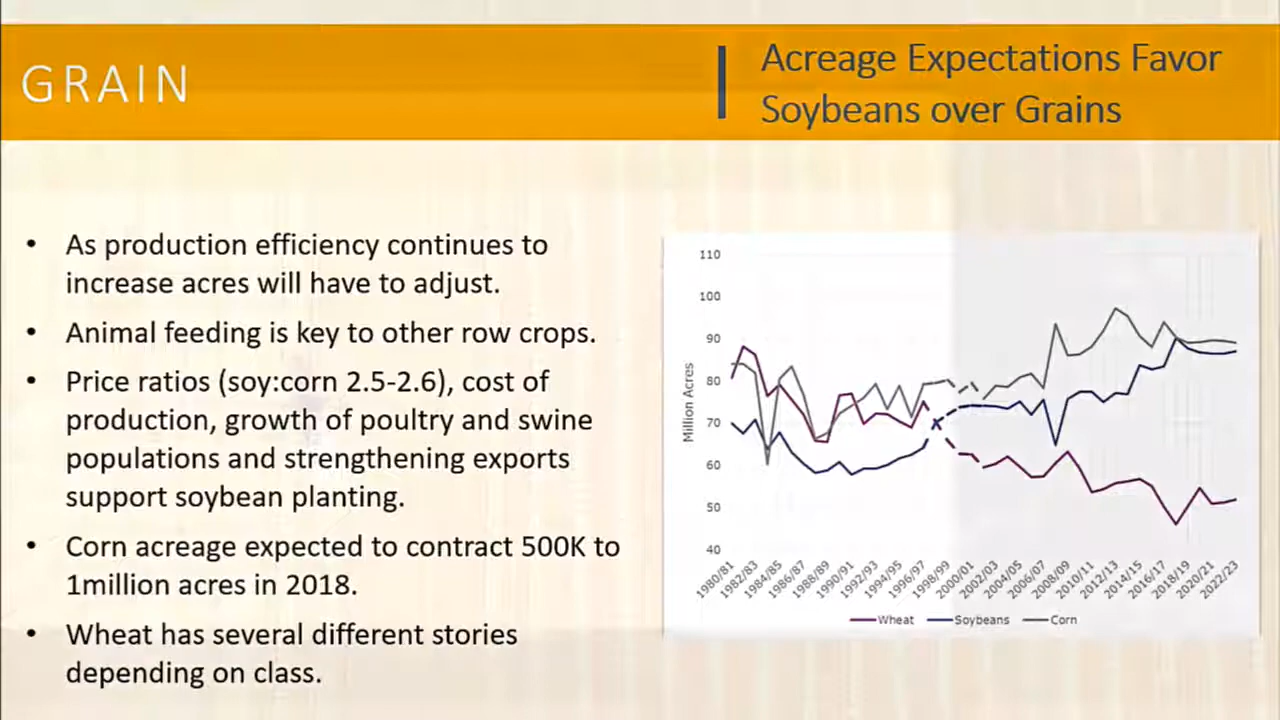 GRAIN
Acreage Expectations Favor
Soybeans over Grains
• As production efficiency continues to
increase acres will have to adjust.
• Animal feeding is key to other row crops.
• Price ratios (soy:corn 2.5-2.6), cost of
production, growth of poultry and swine
populations and strengthening exports
support soybean planting.
• Corn acreage expected to contract 500K to
1million acres in 2018.
• Wheat has several different stories
depending on class.
Million Acres
110
100
90
80
70
60
50
40
1980/81
1982/83
1984/85
1986/87
1988/89
1990/91
1992/93
1994/95
1996/97
1998/99
2000/01
2002/03
2004/05
2006/07
2008/09
2010/11
2012/13
2014/15
2016/17
2018/19
2020/21
2022/23
Wheat Soybeans Corn